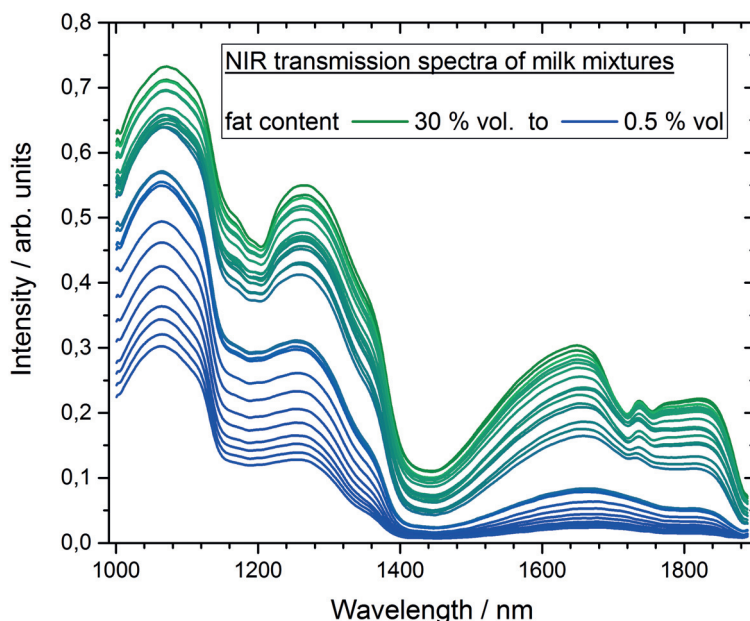 0,8
0,7
0,6
0,5
0,4
0,3
0,2
0,1
0,0
Intensity / arb. units
NIR transmission spectra of milk mixtures
fat content 30 % vol. to 0.5 % vol
1000 1200 1400 1600 1800
Wavelength / nm